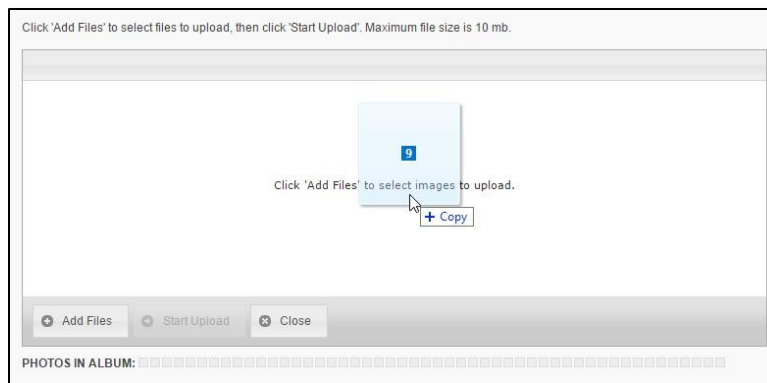 Click 'Add Files' to select files to upload, then click 'Start Upload'. Maximum file size is 10 mb.
9
Click 'Add Files' to select images to upload.
+ Copy
Add Files Start Upload Close
PHOTOS IN ALBUM: